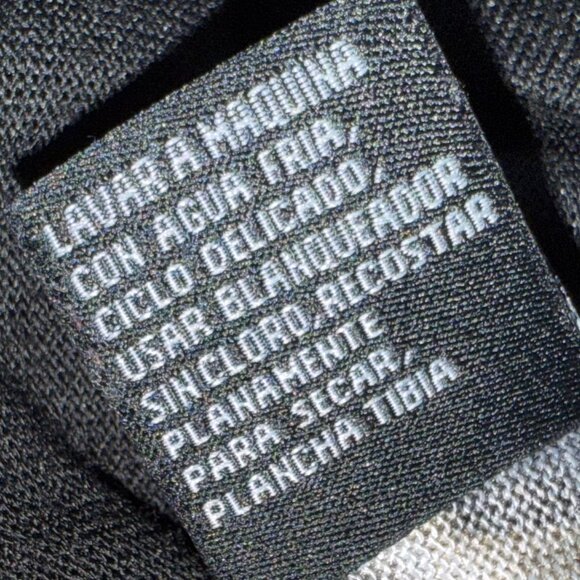 LAVAR A MAQUINA
CON AGUA FRIA,
CICLO DELICADO,
USAR BLANQUEADOR
SIN CLORO, RECOSTAR
PLANAMENTE
PARA SECAR,
PLANCHA TIBIA